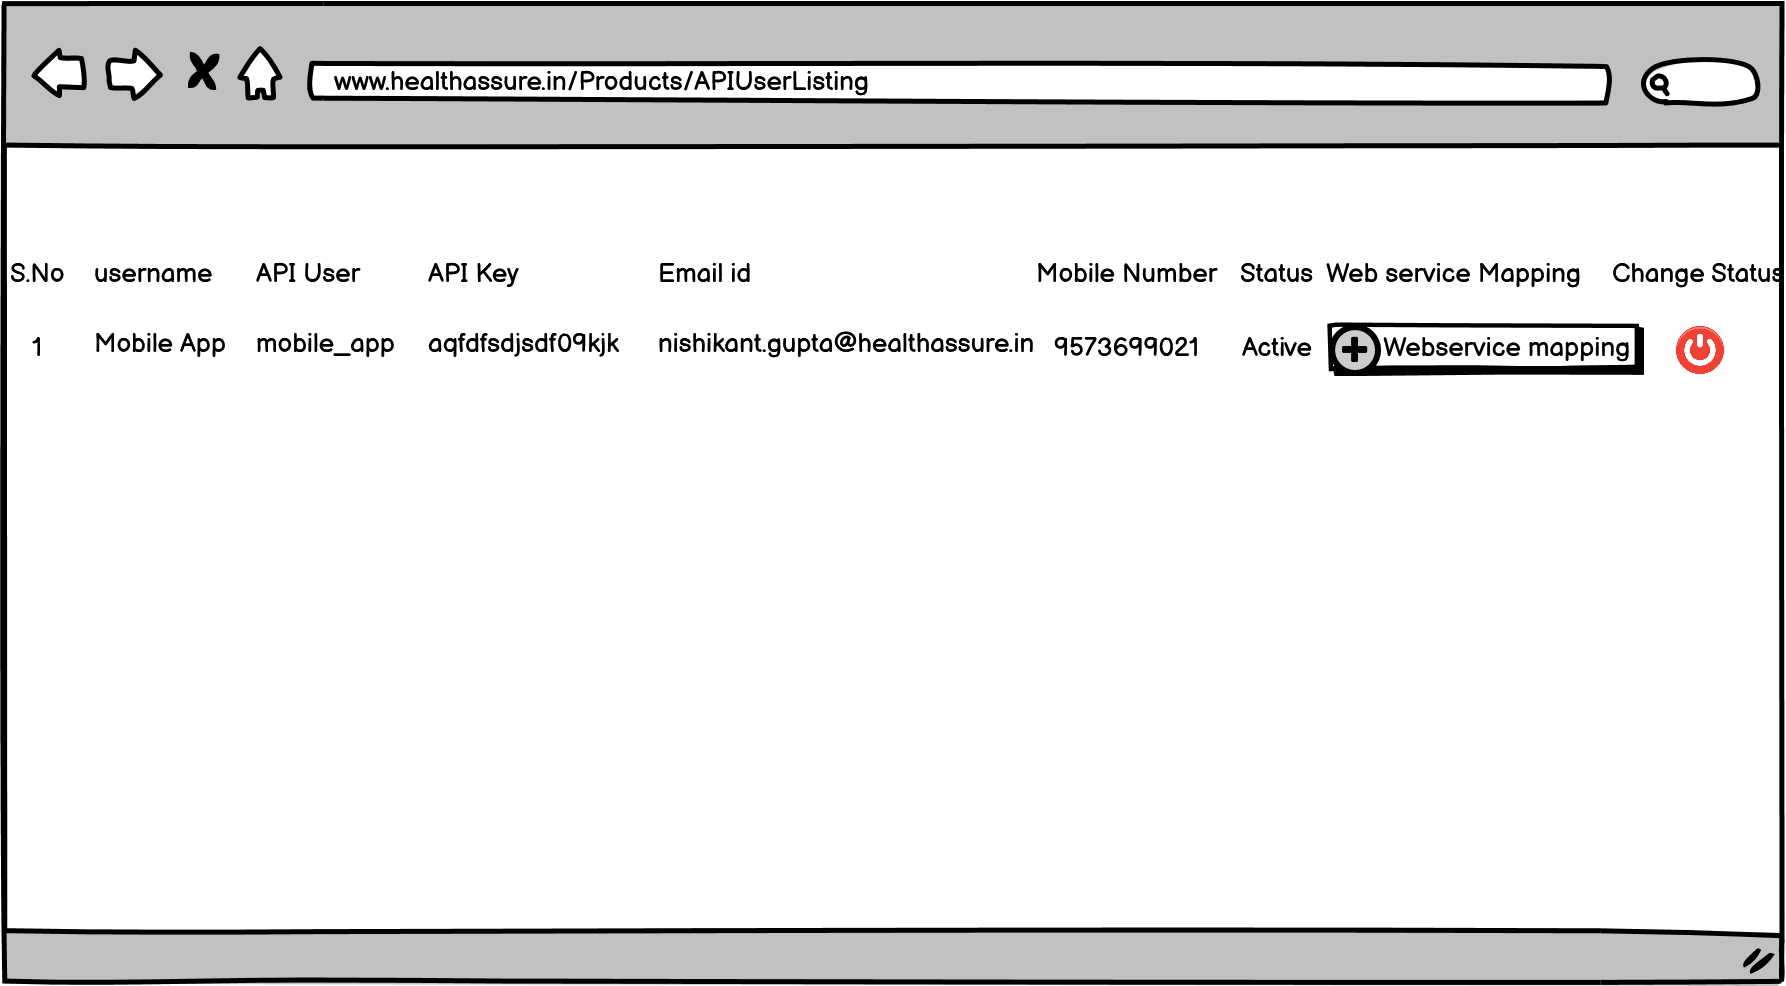 www.healthassure.in/Products/APIUserListing
S.No username API User API Key Email id Mobile Number Status Web service Mapping Change Status
1 Mobile App mobile_app aqfdfsdjsdf09kjk nishikant.gupta@healthassure.in 9573699021 Active Webservice mapping